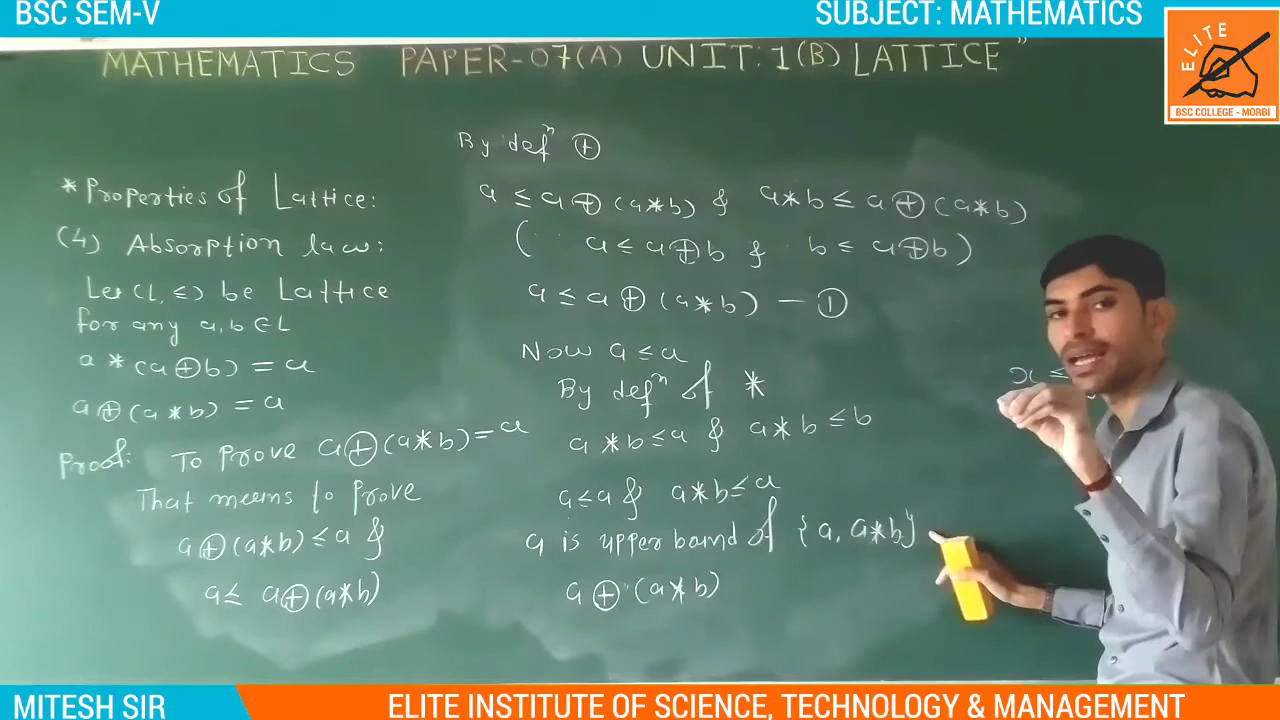 BSC SEM-V
SUBJECT: MATHEMATICS
ELITE
BSC COLLEGE - MORBI
MATHEMATICS PAPER-07(A) UNIT: 1(B) LATTICE"
* Properties of Lattice:
(4) Absorption law:
Let (L, ≤) be Lattice
for any a, b ∈ L
a * (a ⊕ b) = a
a ⊕ (a * b) = a
Proof: To prove a ⊕ (a * b) = a
That means to prove
a ⊕ (a * b) ≤ a &
a ≤ a ⊕ (a * b)
By defⁿ ⊕
a ≤ a ⊕ (a * b) & a * b ≤ a ⊕ (a * b)
( a ≤ a ⊕ b & b ≤ a ⊕ b )
a ≤ a ⊕ (a * b) — ①
Now a ≤ a
By defⁿ of *
a * b ≤ a & a * b ≤ b
a ≤ a & a * b ≤ a
a is upper bound of {a, a * b}
a ⊕ (a * b)
x ≤
MITESH SIR
ELITE INSTITUTE OF SCIENCE, TECHNOLOGY & MANAGEMENT